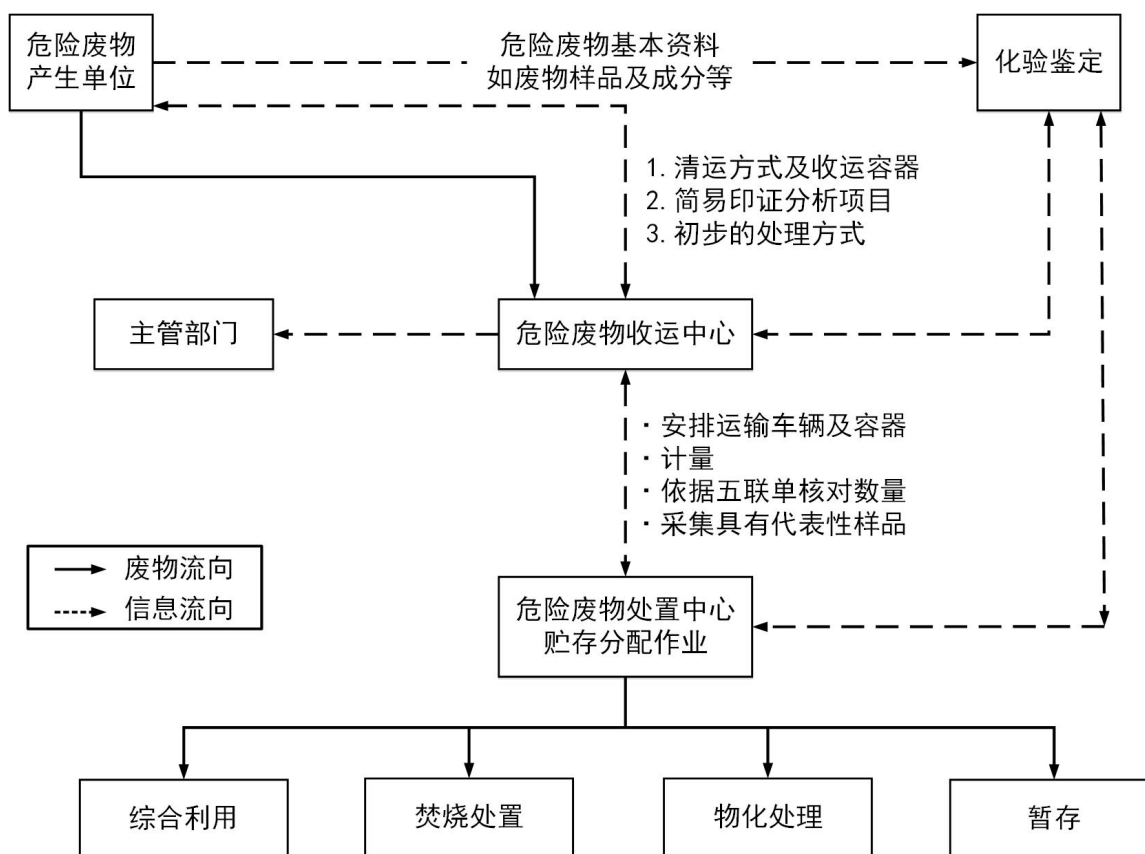 危险废物
产生单位
危险废物基本资料
如废物样品及成分等
化验鉴定
1. 清运方式及收运容器
2. 简易印证分析项目
3. 初步的处理方式
主管部门
危险废物收运中心
·安排运输车辆及容器
·计量
·依据五联单核对数量
·采集具有代表性样品
废物流向
信息流向
危险废物处置中心
贮存分配作业
综合利用
焚烧处置
物化处理
暂存